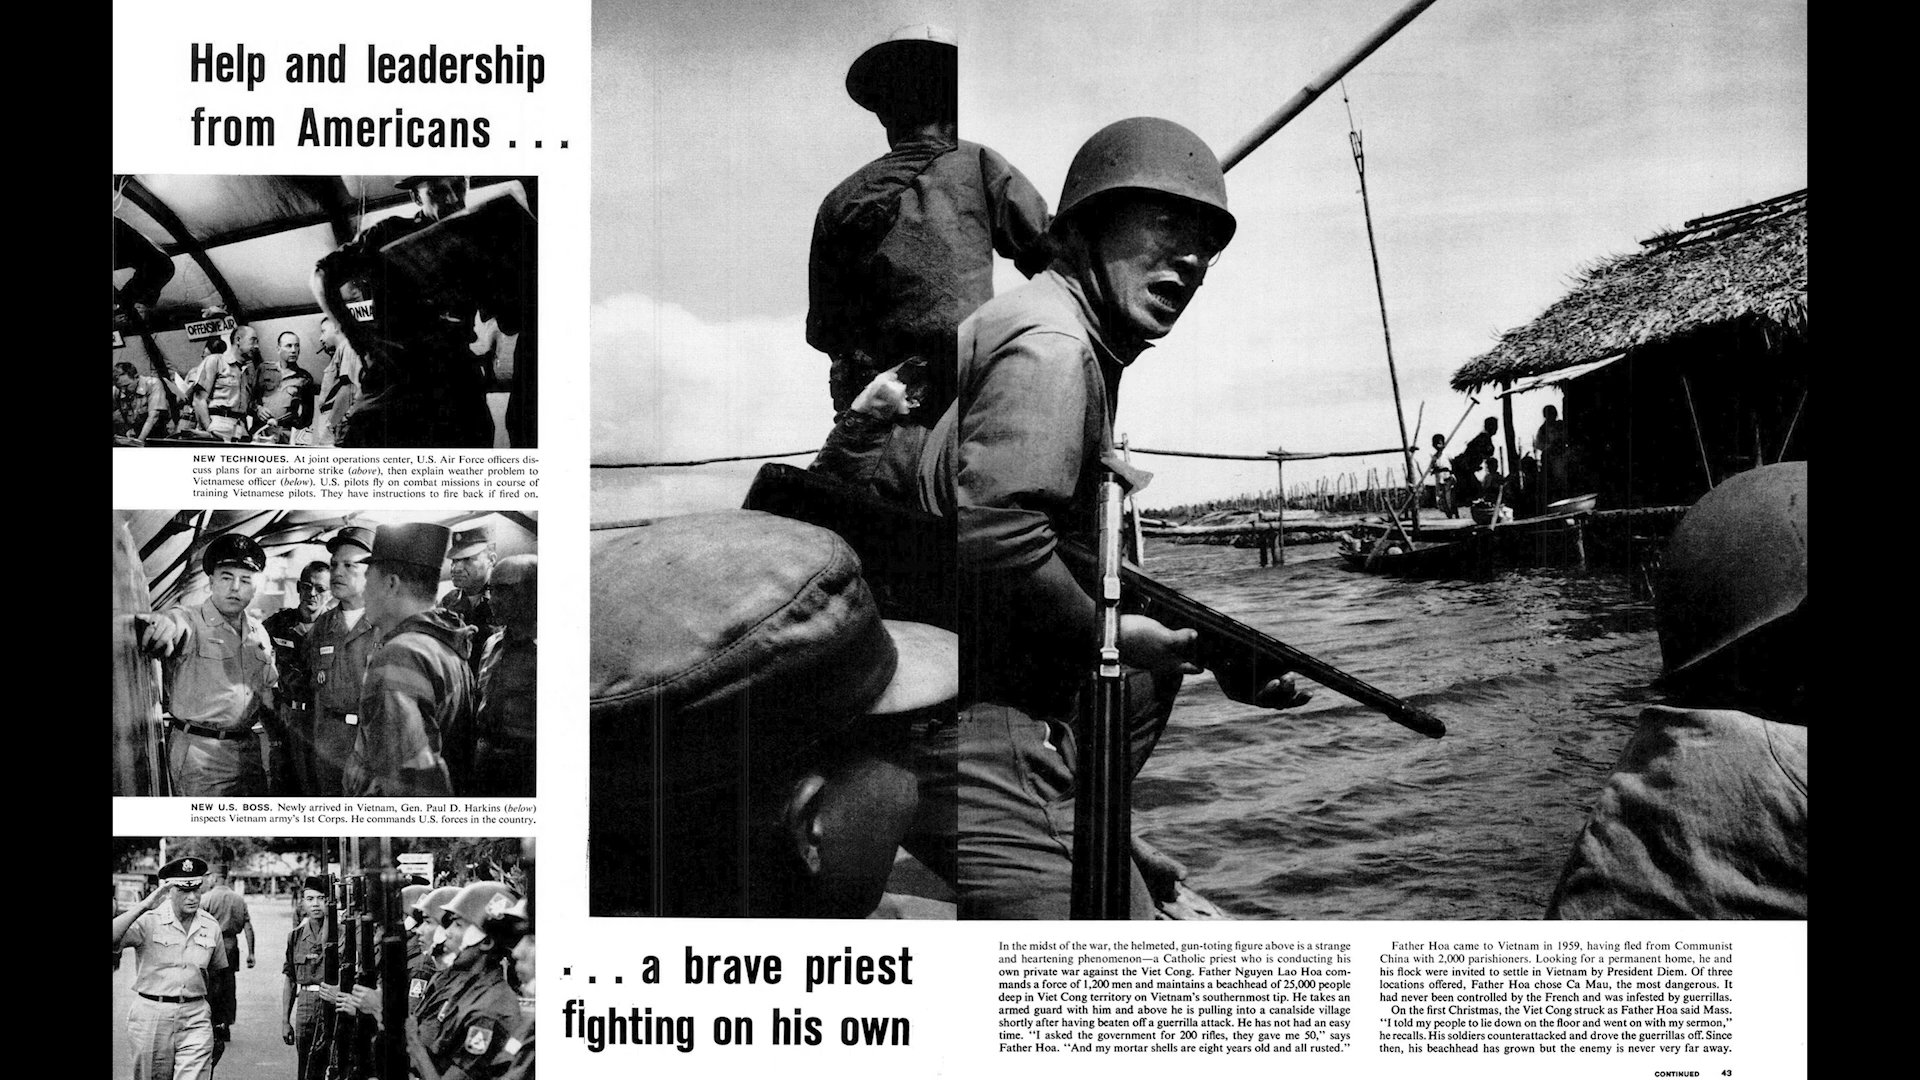 Help and leadership
from Americans . . .
OFFENSIVE AIR
NEW TECHNIQUES. At joint operations center, U.S. Air Force officers dis-
cuss plans for an airborne strike (above), then explain weather problem to
Vietnamese officer (below). U.S. pilots fly on combat missions in course of
training Vietnamese pilots. They have instructions to fire back if fired on.
NEW U.S. BOSS. Newly arrived in Vietnam, Gen. Paul D. Harkins (below)
inspects Vietnam army's 1st Corps. He commands U.S. forces in the country.
. . . a brave priest
fighting on his own
In the midst of the war, the helmeted, gun-toting figure above is a strange
and heartening phenomenon—a Catholic priest who is conducting his
own private war against the Viet Cong. Father Nguyen Lao Hoa com-
mands a force of 1,200 men and maintains a beachhead of 25,000 people
deep in Viet Cong territory on Vietnam's southernmost tip. He takes an
armed guard with him and above he is pulling into a canalside village
shortly after having beaten off a guerrilla attack. He has not had an easy
time. "I asked the government for 200 rifles, they gave me 50," says
Father Hoa. "And my mortar shells are eight years old and all rusted."
Father Hoa came to Vietnam in 1959, having fled from Communist
China with 2,000 parishioners. Looking for a permanent home, he and
his flock were invited to settle in Vietnam by President Diem. Of three
locations offered, Father Hoa chose Ca Mau, the most dangerous. It
had never been controlled by the French and was infested by guerrillas.
On the first Christmas, the Viet Cong struck as Father Hoa said Mass.
"I told my people to lie down on the floor and went on with my sermon,"
he recalls. His soldiers counterattacked and drove the guerrillas off. Since
then, his beachhead has grown but the enemy is never very far away.
CONTINUED 43